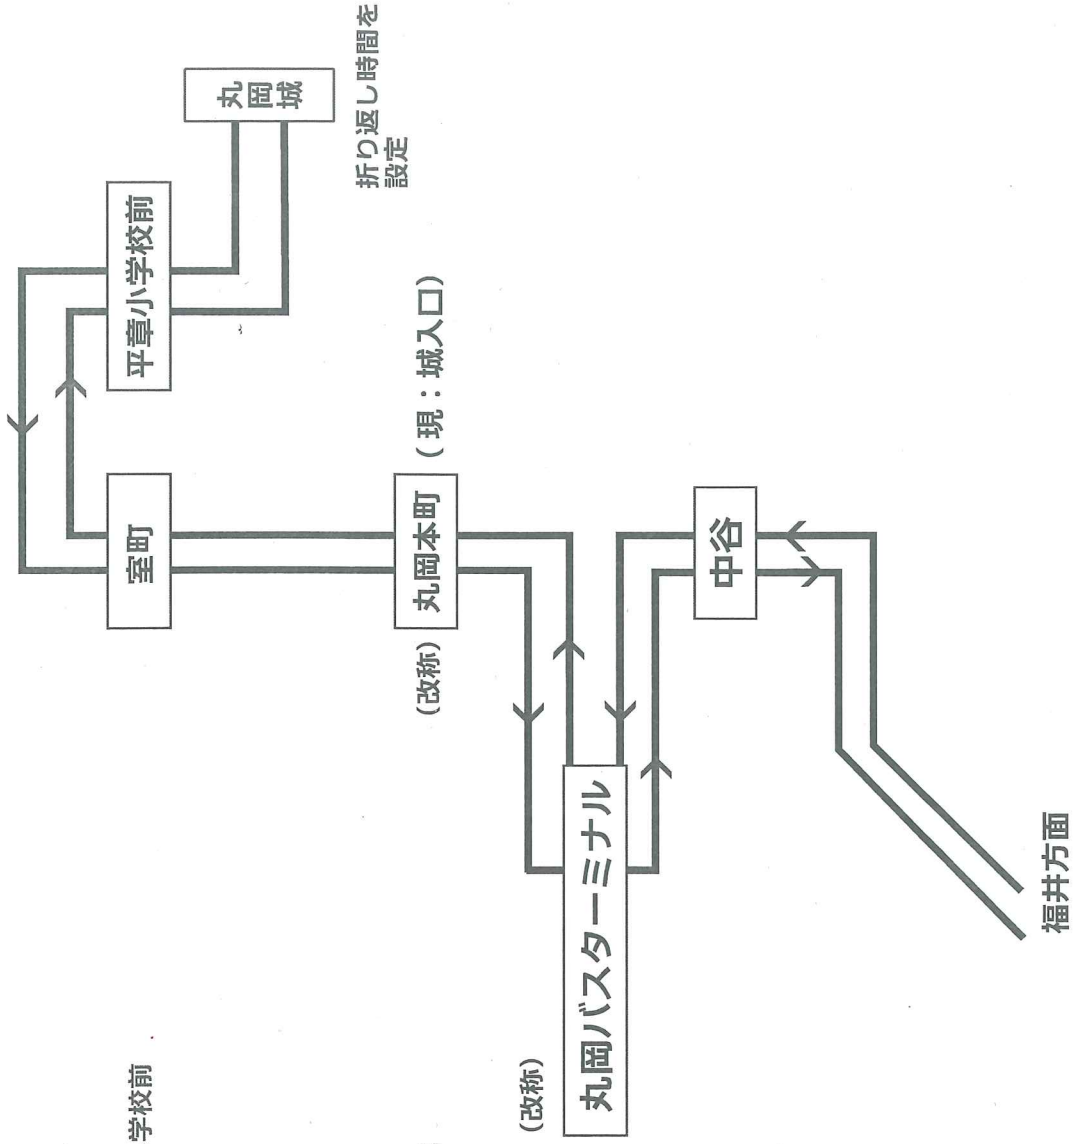 学校前
(改称)
丸岡バスターミナル
福井方面
中谷
(改称)
丸岡本町
(現：城入口)
室町
平章小学校前
丸岡
城
折り返し時間を
設定